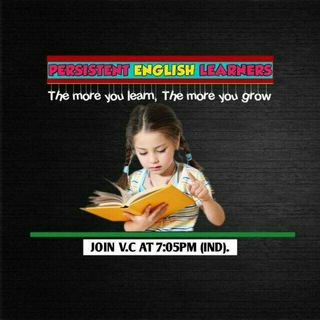 PERSISTENT ENGLISH LEARNERS
The more you learn, The more you grow
JOIN V.C AT 7:05PM (IND).